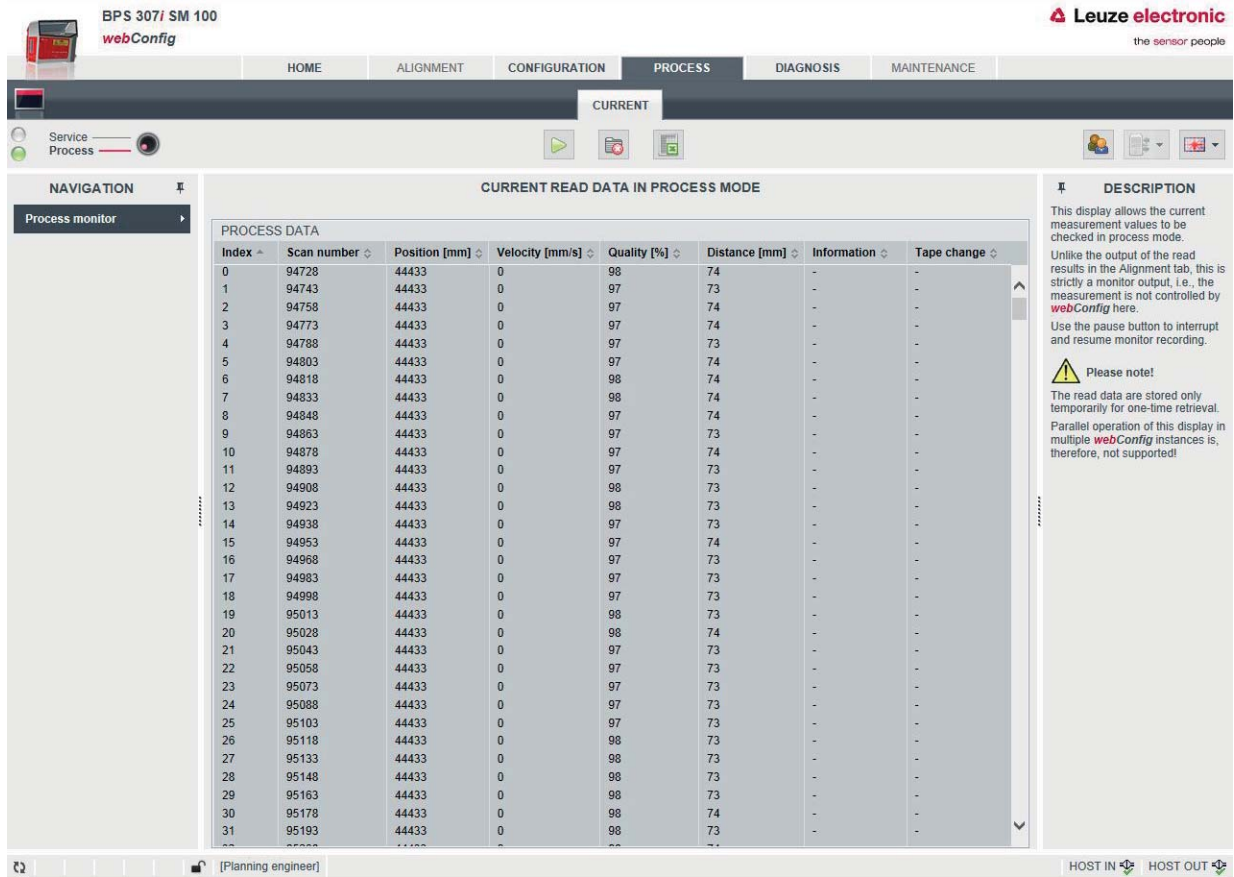 BPS 307i SM 100
webConfig
Leuze electronic
the sensor people
HOME ALIGNMENT CONFIGURATION PROCESS DIAGNOSIS MAINTENANCE
CURRENT
Service
Process
NAVIGATION
Process monitor
CURRENT READ DATA IN PROCESS MODE
PROCESS DATA
Index Scan number Position [mm] Velocity [mm/s] Quality [%] Distance [mm] Information Tape change
0 94728 44433 0 98 74 - -
1 94743 44433 0 97 73 - -
2 94758 44433 0 97 74 - -
3 94773 44433 0 97 74 - -
4 94788 44433 0 97 73 - -
5 94803 44433 0 97 74 - -
6 94818 44433 0 98 74 - -
7 94833 44433 0 98 74 - -
8 94848 44433 0 97 74 - -
9 94863 44433 0 97 73 - -
10 94878 44433 0 97 74 - -
11 94893 44433 0 97 73 - -
12 94908 44433 0 98 73 - -
13 94923 44433 0 98 73 - -
14 94938 44433 0 97 73 - -
15 94953 44433 0 97 74 - -
16 94968 44433 0 97 73 - -
17 94983 44433 0 97 73 - -
18 94998 44433 0 97 73 - -
19 95013 44433 0 98 73 - -
20 95028 44433 0 98 74 - -
21 95043 44433 0 97 73 - -
22 95058 44433 0 97 73 - -
23 95073 44433 0 97 73 - -
24 95088 44433 0 97 73 - -
25 95103 44433 0 97 73 - -
26 95118 44433 0 98 73 - -
27 95133 44433 0 98 73 - -
28 95148 44433 0 98 73 - -
29 95163 44433 0 98 73 - -
30 95178 44433 0 98 74 - -
31 95193 44433 0 98 73 - -
DESCRIPTION
This display allows the current
measurement values to be
checked in process mode.
Unlike the output of the read
results in the Alignment tab, this is
strictly a monitor output, i.e., the
measurement is not controlled by
webConfig here.
Use the pause button to interrupt
and resume monitor recording.
Please note!
The read data are stored only
temporarily for one-time retrieval.
Parallel operation of this display in
multiple webConfig instances is,
therefore, not supported!
[Planning engineer]
HOST IN HOST OUT